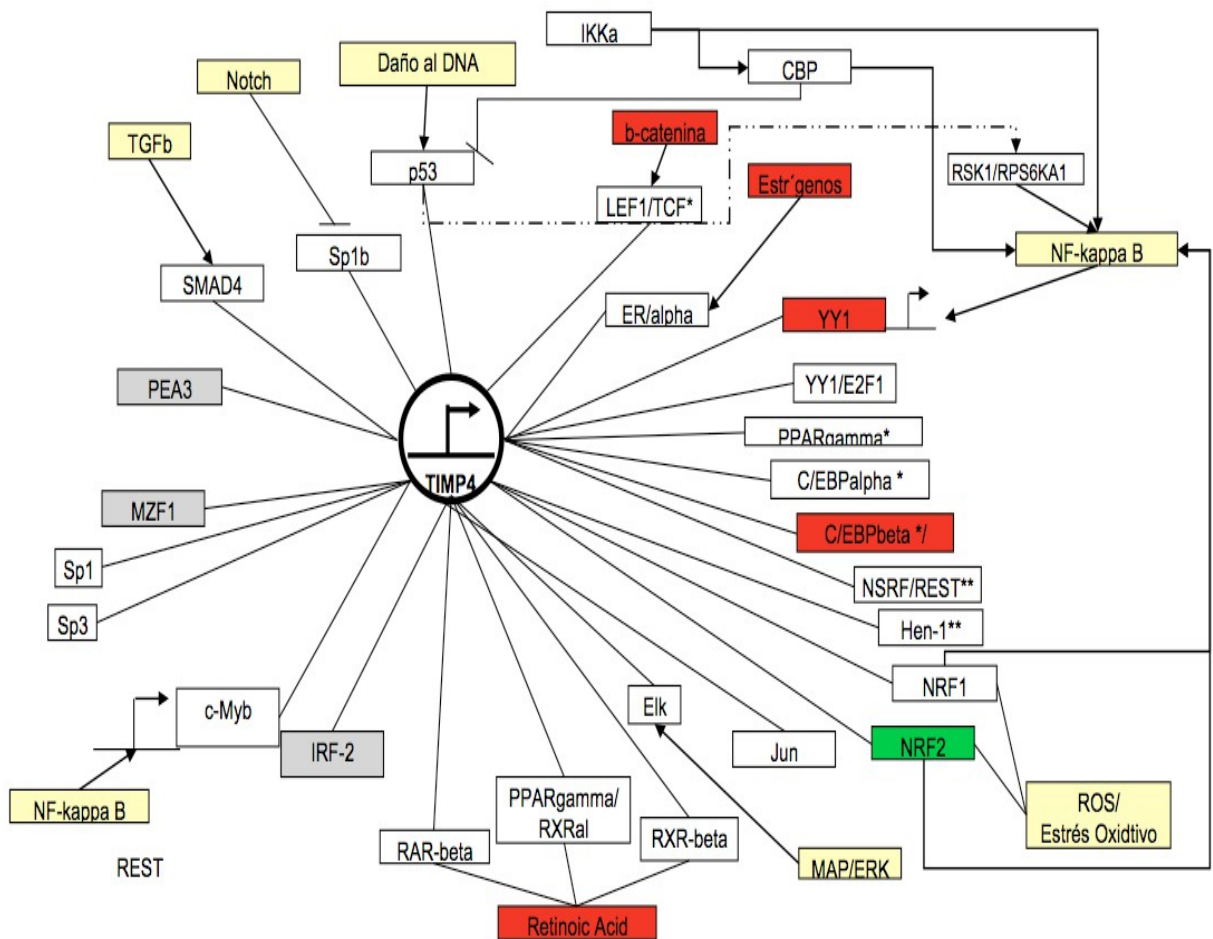 IKKa
Daño al DNA
CBP
Notch
b-catenina
TGFb
p53
RSK1/RPS6KA1
Estr´genos
LEF1/TCF*
Sp1b
NF-kappa B
SMAD4
ER/alpha
YY1
PEA3
YY1/E2F1
PPARgamma*
C/EBPalpha *
TIMP4
MZF1
C/EBPbeta */
Sp1
NSRF/REST**
Sp3
Hen-1**
NRF1
c-Myb
Elk
IRF-2
Jun
NRF2
NF-kappa B
PPARgamma/
RXRal
ROS/
Estrés Oxidtivo
RAR-beta
RXR-beta
REST
MAP/ERK
Retinoic Acid